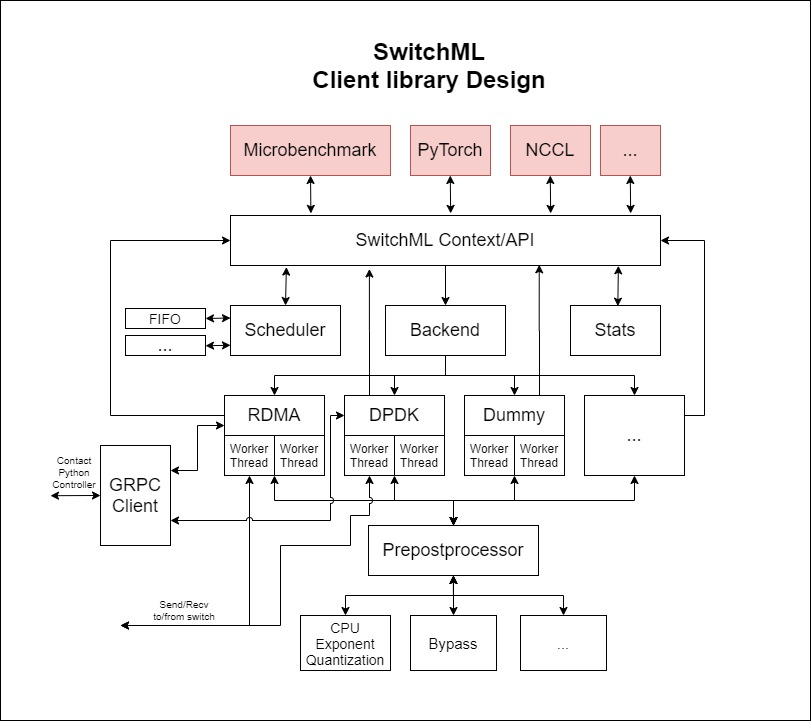 SwitchML
Client library Design
Microbenchmark
PyTorch
NCCL
...
SwitchML Context/API
FIFO
...
Scheduler
Backend
Stats
RDMA
Worker
Thread
Worker
Thread
DPDK
Worker
Thread
Worker
Thread
Dummy
Worker
Thread
Worker
Thread
...
Contact
Python
Controller
GRPC
Client
Prepostprocessor
Send/Recv
to/from switch
CPU
Exponent
Quantization
Bypass
...